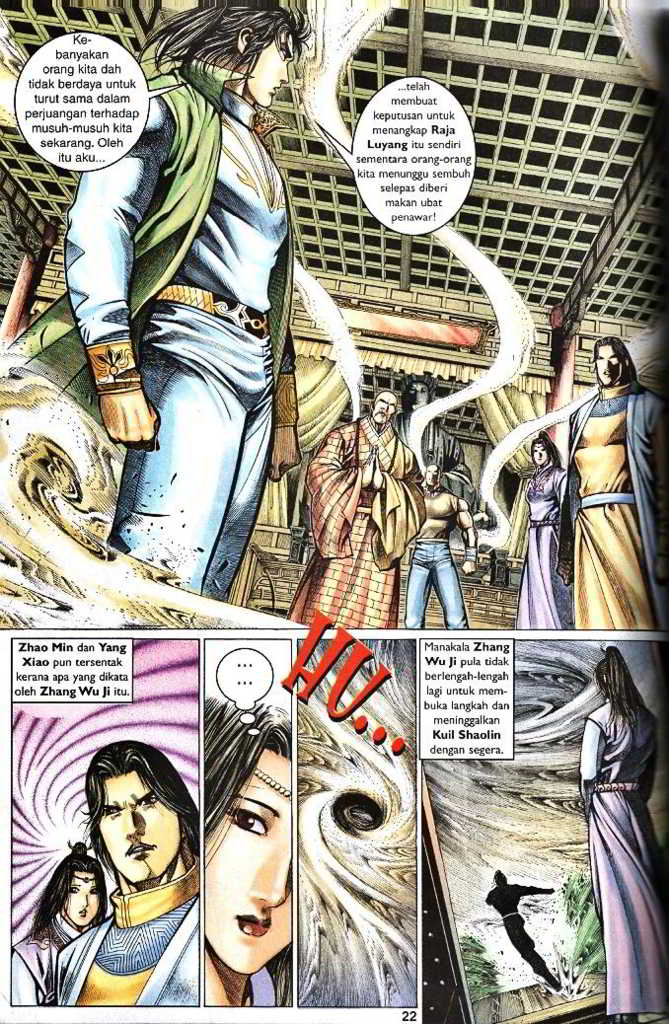 Ke-
banyakan
orang kita dah
tidak berdaya untuk
turut sama dalam
perjuangan terhadap
musuh-musuh kita
sekarang. Oleh
itu aku...
...telah
membuat
keputusan untuk
menangkap Raja
Luyang itu sendiri
sementara orang-orang
kita menunggu sembuh
selepas diberi
makan ubat
penawar!
Zhao Min dan Yang
Xiao pun tersentak
kerana apa yang dikata
oleh Zhang Wu Ji itu.
...
...
HU...
Manakala Zhang
Wu Ji pula tidak
berlengah-lengah
lagi untuk mem-
buka langkah dan
meninggalkan
Kuil Shaolin
dengan segera.
22